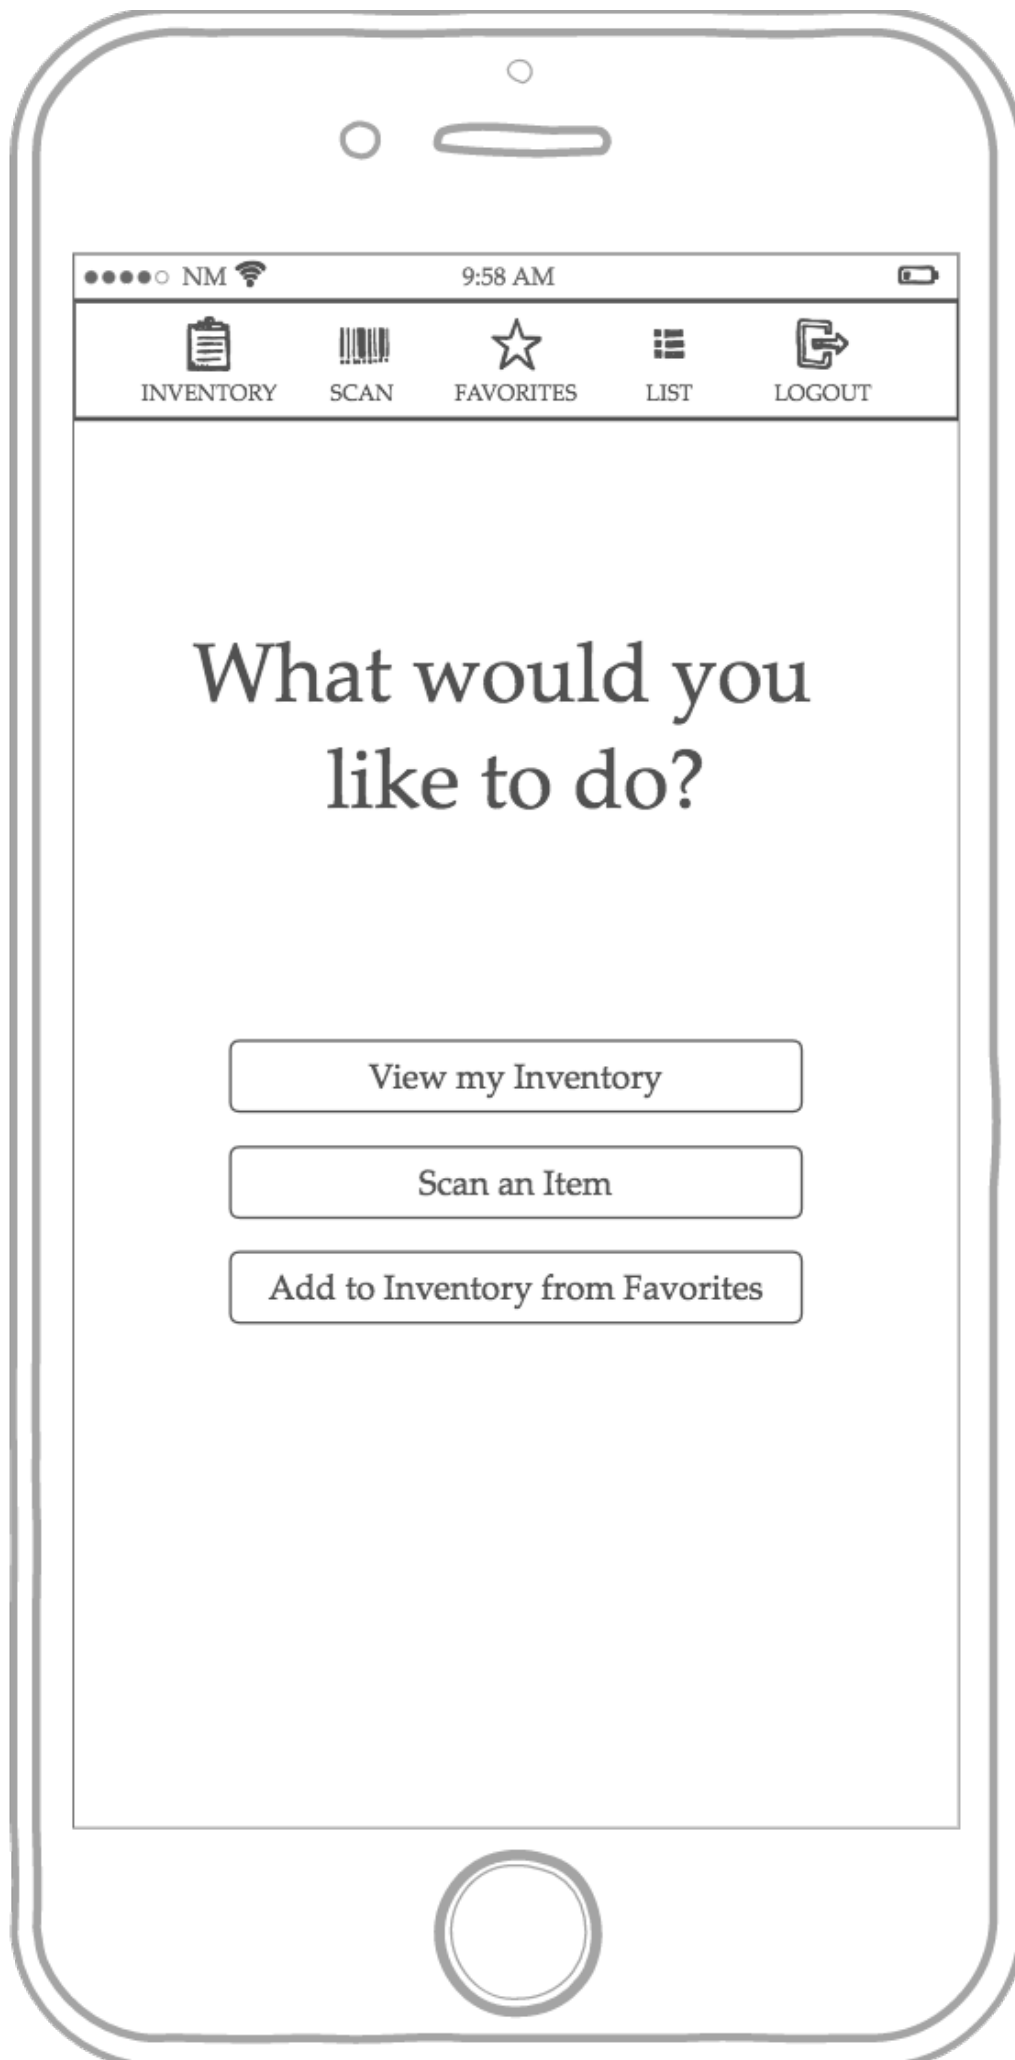 NM 9:58 AM
INVENTORY SCAN FAVORITES LIST LOGOUT
What would you
like to do?
View my Inventory
Scan an Item
Add to Inventory from Favorites